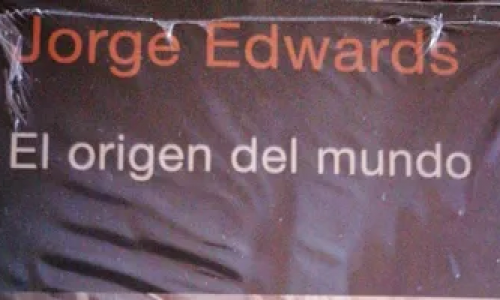 Jorge Edwards
El origen del mundo